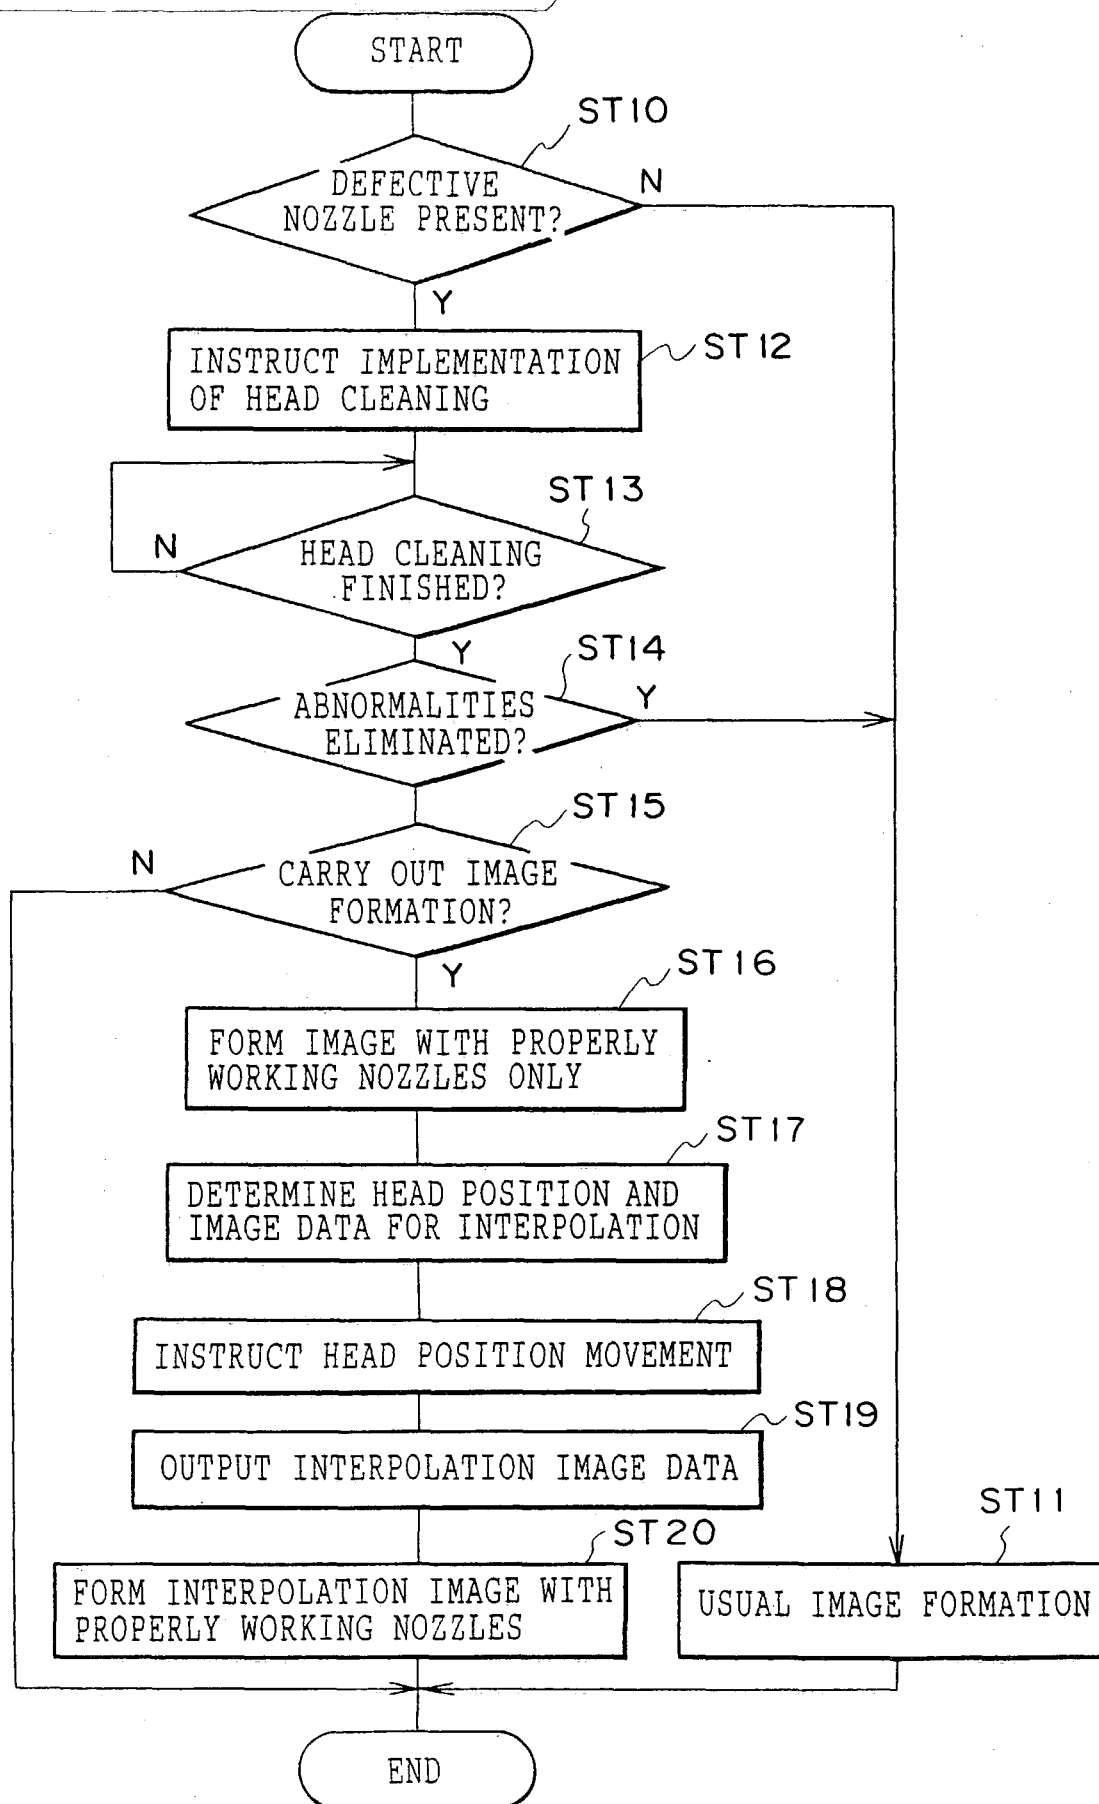 START
ST10
DEFECTIVE
NOZZLE PRESENT?
N
Y
ST12
INSTRUCT IMPLEMENTATION
OF HEAD CLEANING
ST13
N
HEAD CLEANING
FINISHED?
Y
ST14
Y
ABNORMALITIES
ELIMINATED?
ST15
N
CARRY OUT IMAGE
FORMATION?
Y
ST16
FORM IMAGE WITH PROPERLY
WORKING NOZZLES ONLY
ST17
DETERMINE HEAD POSITION AND
IMAGE DATA FOR INTERPOLATION
ST18
INSTRUCT HEAD POSITION MOVEMENT
ST19
OUTPUT INTERPOLATION IMAGE DATA
ST20
FORM INTERPOLATION IMAGE WITH
PROPERLY WORKING NOZZLES
ST11
USUAL IMAGE FORMATION
END